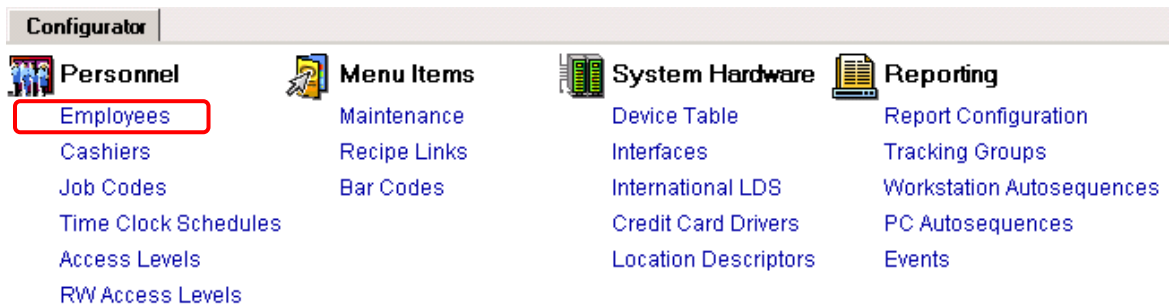 Configurator
Personnel
Employees
Cashiers
Job Codes
Time Clock Schedules
Access Levels
RW Access Levels
Menu Items
Maintenance
Recipe Links
Bar Codes
System Hardware
Device Table
Interfaces
International LDS
Credit Card Drivers
Location Descriptors
Reporting
Report Configuration
Tracking Groups
Workstation Autosequences
PC Autosequences
Events